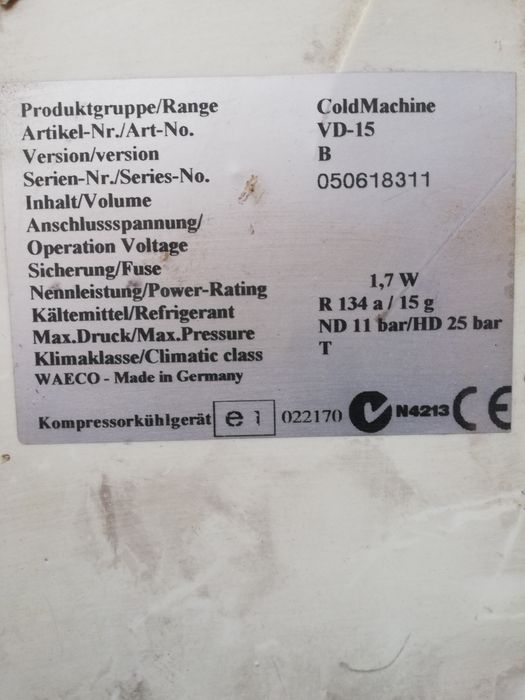 Produktgruppe/Range ColdMachine
Artikel-Nr./Art-No. VD-15
Version/version B
Serien-Nr./Series-No. 050618311
Inhalt/Volume
Anschlussspannung/
Operation Voltage
Sicherung/Fuse
Nennleistung/Power-Rating 1,7 W
Kältemittel/Refrigerant R 134 a / 15 g
Max.Druck/Max.Pressure ND 11 bar/HD 25 bar
Klimaklasse/Climatic class T
WAECO - Made in Germany
Kompressorkühlgerät e 1 022170 N4213 CE